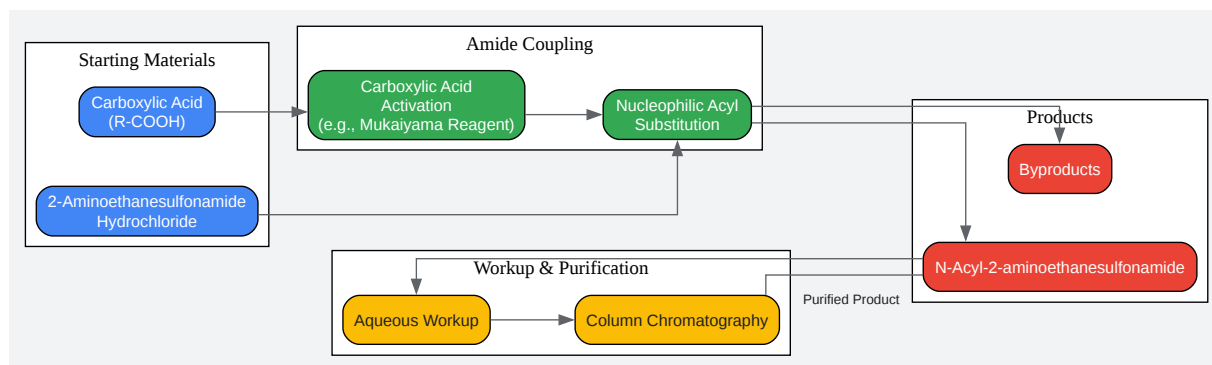 Starting Materials
Carboxylic Acid
(R-COOH)
2-Aminoethanesulfonamide
Hydrochloride
Amide Coupling
Carboxylic Acid
Activation
(e.g., Mukaiyama Reagent)
Nucleophilic Acyl
Substitution
Products
Byproducts
N-Acyl-2-aminoethanesulfonamide
Workup & Purification
Aqueous Workup
Column Chromatography
Purified Product